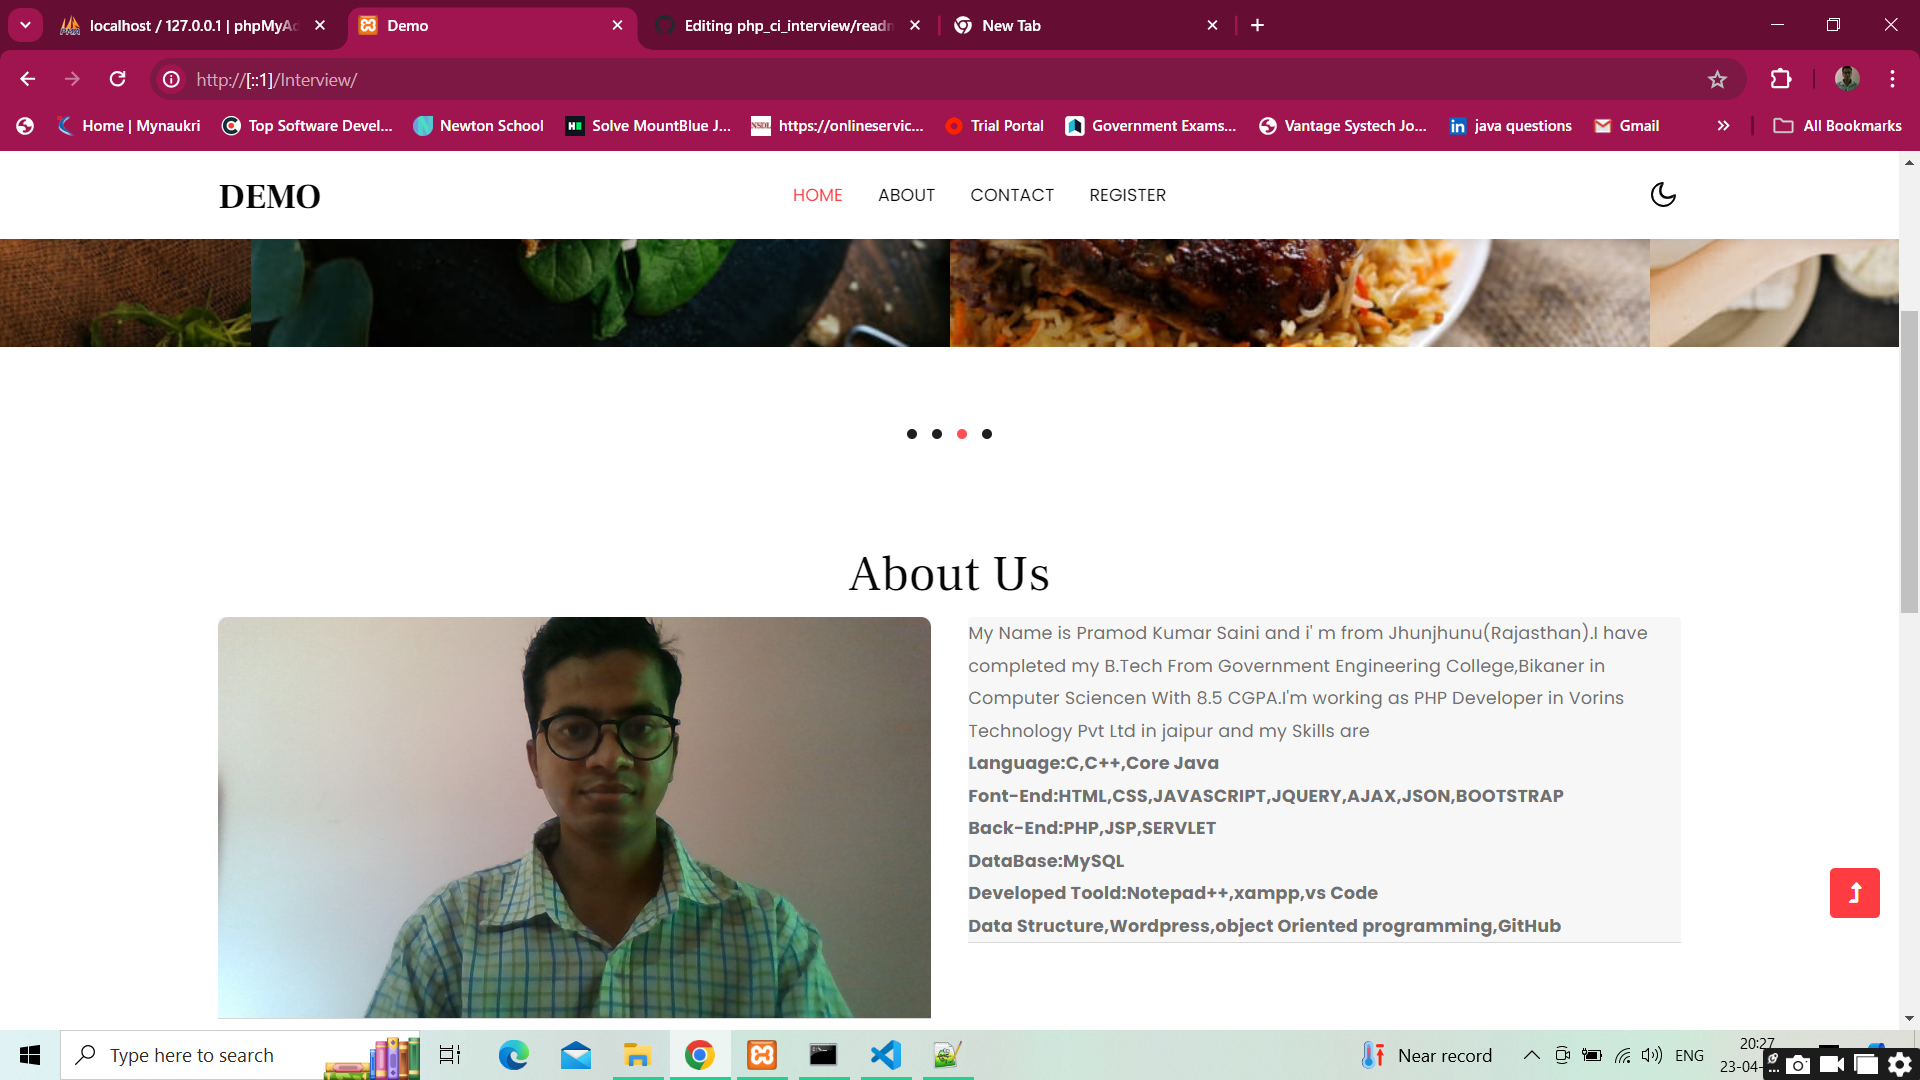 localhost / 127.0.0.1 | phpMyAd
Demo
Editing php_ci_interview/readm
New Tab
http://[::1]/Interview/
Home | Mynaukri
Top Software Devel...
Newton School
Solve MountBlue J...
NSDL
https://onlineservic...
Trial Portal
Government Exams...
Vantage Systech Jo...
java questions
Gmail
All Bookmarks
DEMO
HOME
ABOUT
CONTACT
REGISTER
About Us
My Name is Pramod Kumar Saini and i' m from Jhunjhunu(Rajasthan).I have
completed my B.Tech From Government Engineering College,Bikaner in
Computer Sciencen With 8.5 CGPA.I'm working as PHP Developer in Vorins
Technology Pvt Ltd in jaipur and my Skills are
Language:C,C++,Core Java
Font-End:HTML,CSS,JAVASCRIPT,JQUERY,AJAX,JSON,BOOTSTRAP
Back-End:PHP,JSP,SERVLET
DataBase:MySQL
Developed Toold:Notepad++,xampp,vs Code
Data Structure,Wordpress,object Oriented programming,GitHub
Type here to search
Near record
ENG
20:27
23-04-